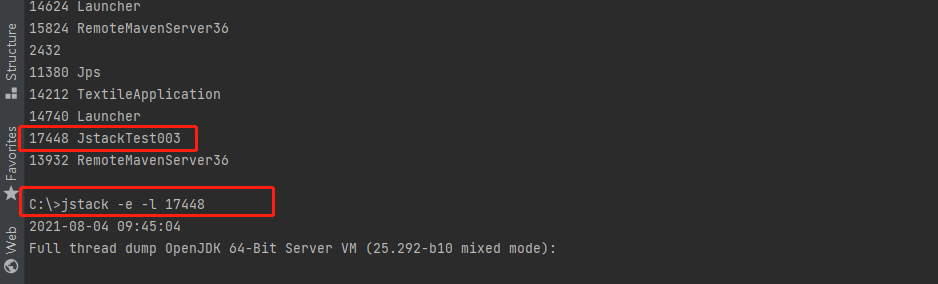 14624 Launcher
15824 RemoteMavenServer36
2432
11380 Jps
14212 TextileApplication
14740 Launcher
17448 JstackTest003
13932 RemoteMavenServer36
C:\>jstack -e -l 17448
2021-08-04 09:45:04
Full thread dump OpenJDK 64-Bit Server VM (25.292-b10 mixed mode):
Structure
Favorites
Web